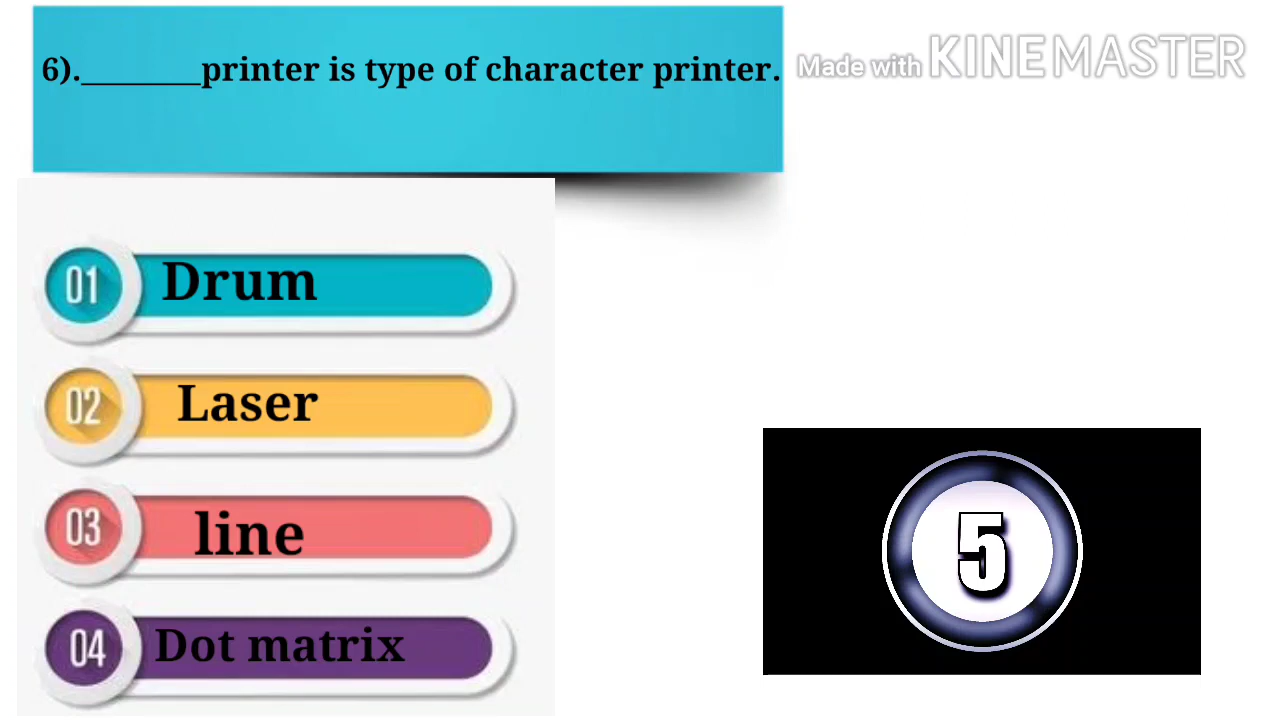 6).________printer is type of character printer.
Made with KINEMASTER
01 Drum
02 Laser
03 line
04 Dot matrix
5